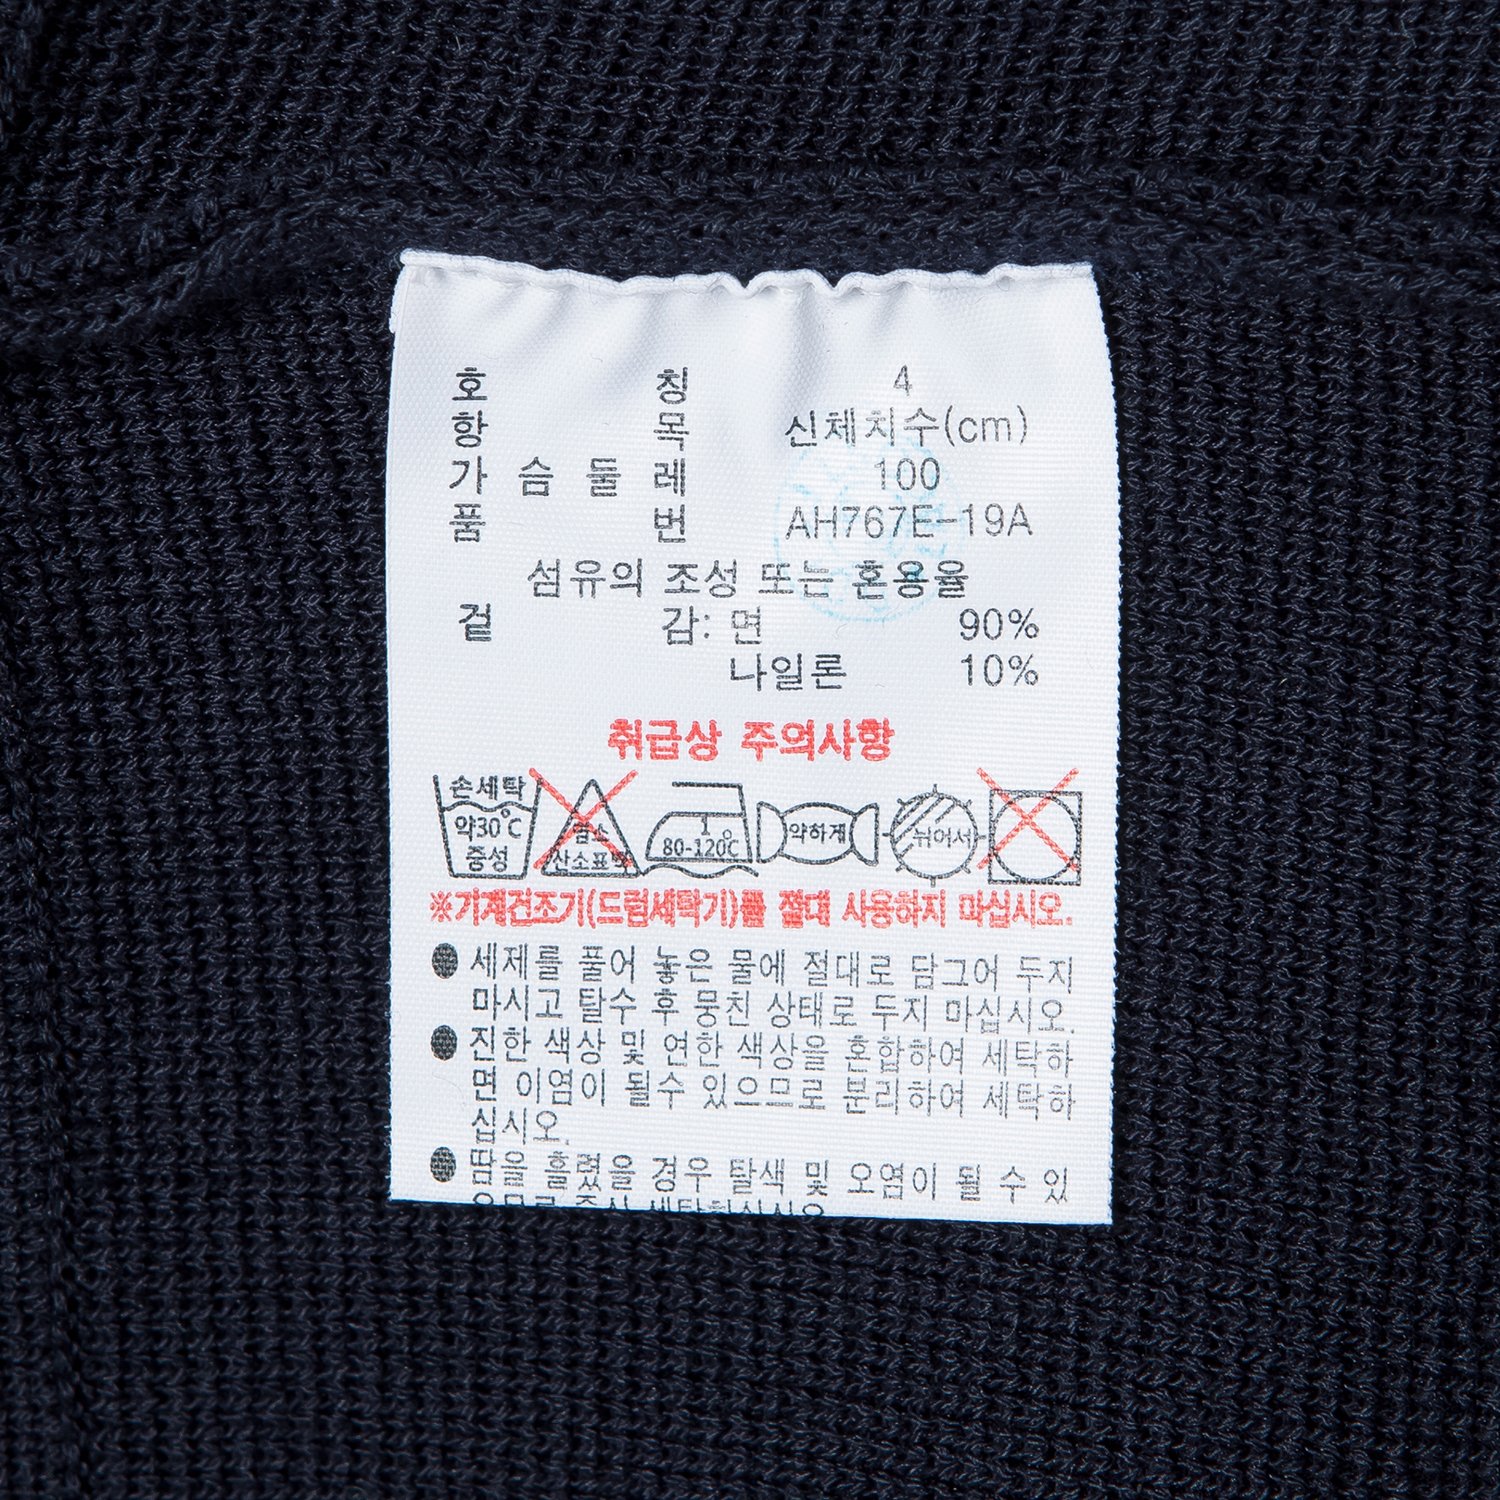 호 칭 4
항 목 신체치수(cm)
가 슴 둘 레 100
품 번 AH767E-19A
섬유의 조성 또는 혼용율
겉 감: 면 90%
나일론 10%
취급상 주의사항
손세탁
약30℃
중성
염소
산소표백
1
80-120℃
약하게
뉘어서
※기계건조기(드럼세탁기)를 절대 사용하지 마십시오.
● 세제를 풀어 놓은 물에 절대로 담그어 두지
마시고 탈수 후 뭉친 상태로 두지 마십시오.
● 진한 색상 및 연한 색상을 혼합하여 세탁하
면 이염이 될수 있으므로 분리하여 세탁하
십시오.
● 땀을 흘렸을 경우 탈색 및 오염이 될 수 있